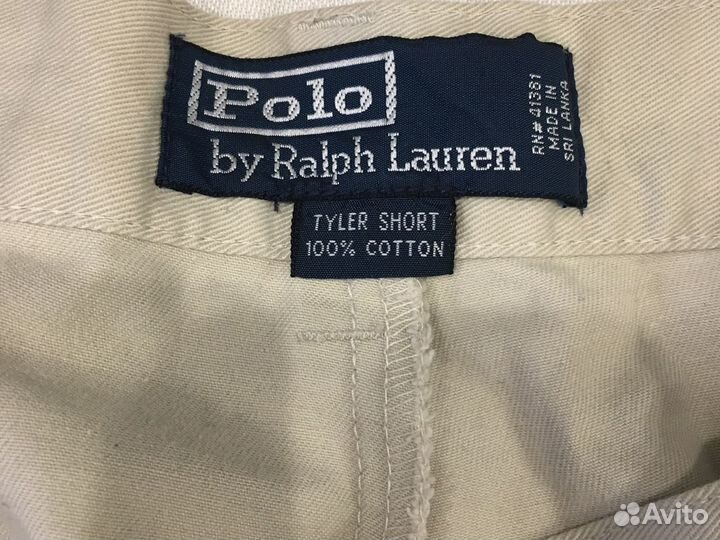 Polo
by Ralph Lauren
RN# 41381
MADE IN
SRI LANKA
TYLER SHORT
100% COTTON
Avito